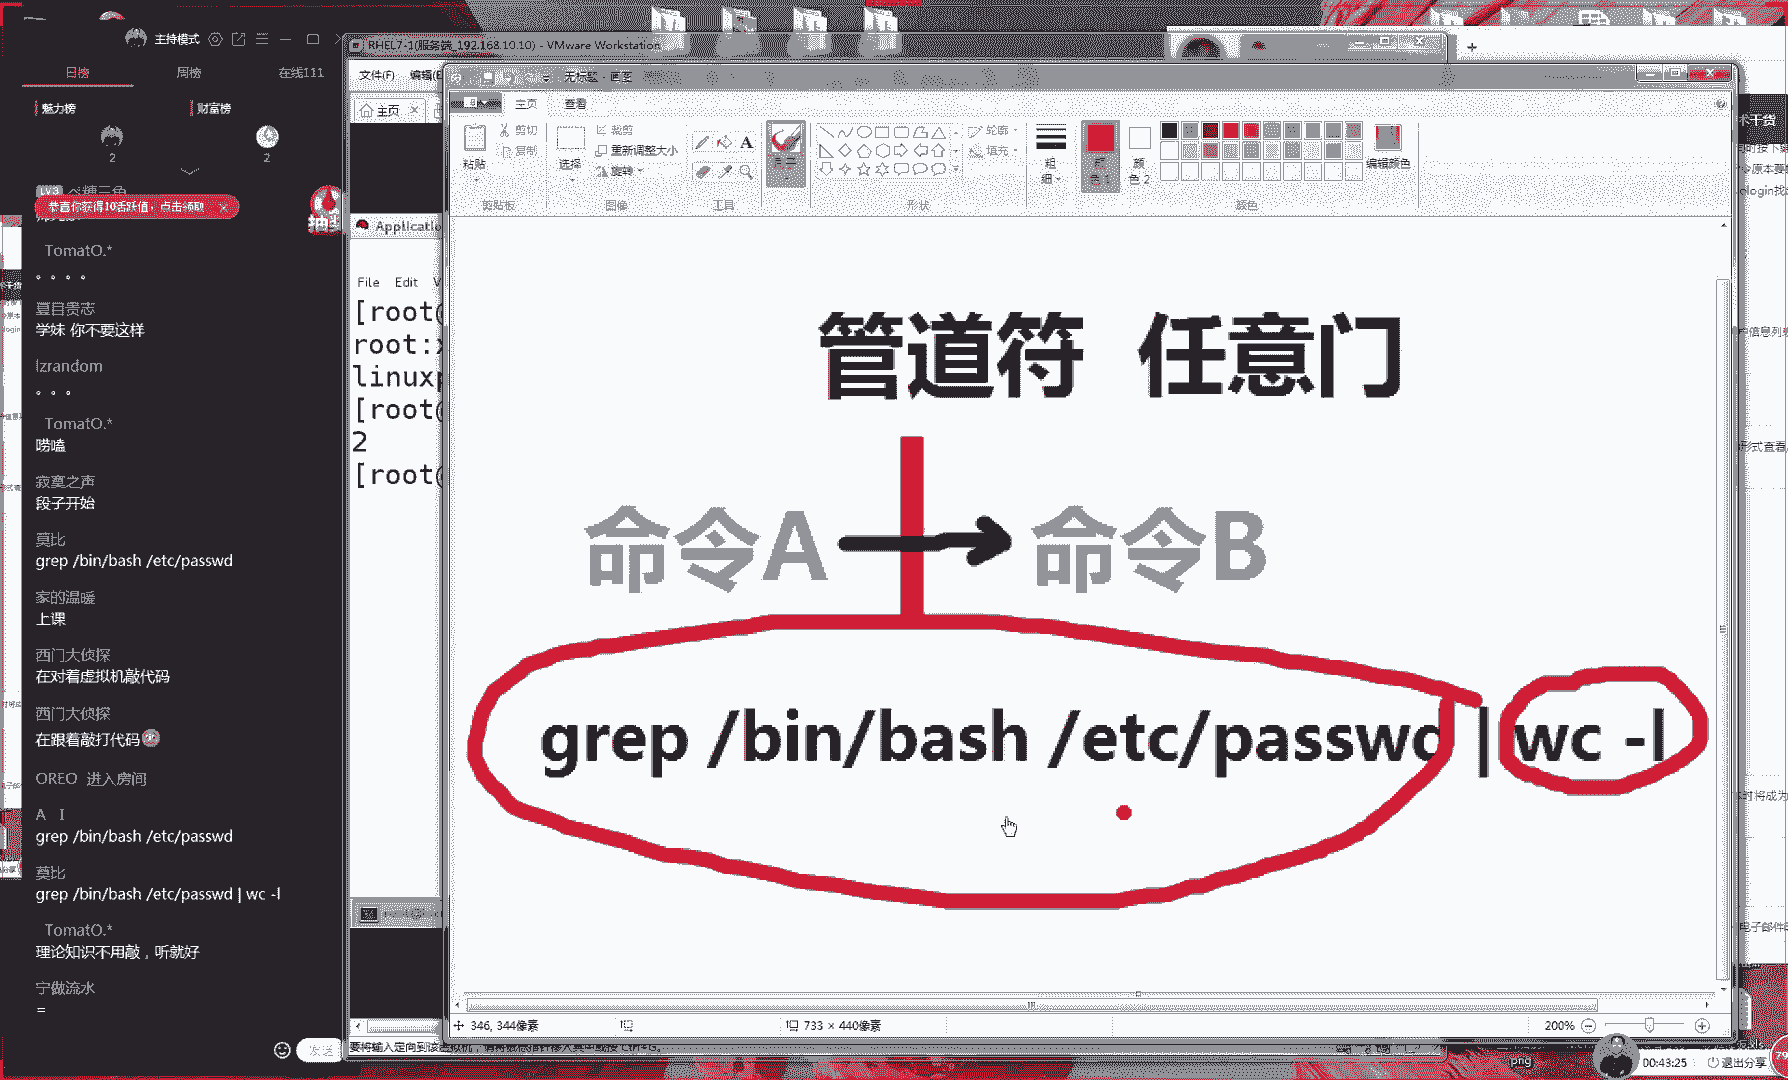 主持模式
日榜 周榜 在线111
魅力榜 财富榜
2 2
LV3 ペ糖三色
恭喜你获得10活跃值，点击领取
TomatO.*
。。。。
夏目贵志
学妹 你不要这样
lzrandom
。。。
TomatO.*
唠嗑
寂寞之声
段子开始
莫比
grep /bin/bash /etc/passwd
家的温暖
上课
西门大侦探
在对着虚拟机敲代码
西门大侦探
在跟着敲打代码
OREO 进入房间
A I
grep /bin/bash /etc/passwd
莫比
grep /bin/bash /etc/passwd | wc -l
TomatO.*
理论知识不用敲，听就好
宁做流水
=
发送
RHEL7-1(服务端_192.168.10.10) - VMware Workstation
文件(F) 编辑(E
主页
Applicatio
File Edit V
[root@
root:x
linuxp
[root@
2
[root@
无标题 - 画图
主页 查看
粘贴 剪切 复制
剪贴板
选择 裁剪 重新调整大小 旋转
图像
工具
轮廓 填充
形状
粗细
颜色 1 颜色 2
编辑颜色
颜色
管道符 任意门
命令A 命令B
grep /bin/bash /etc/passwd | wc -l
346, 344像素
733 × 440像素
200%
png
00:43:25
退出分享
术干货